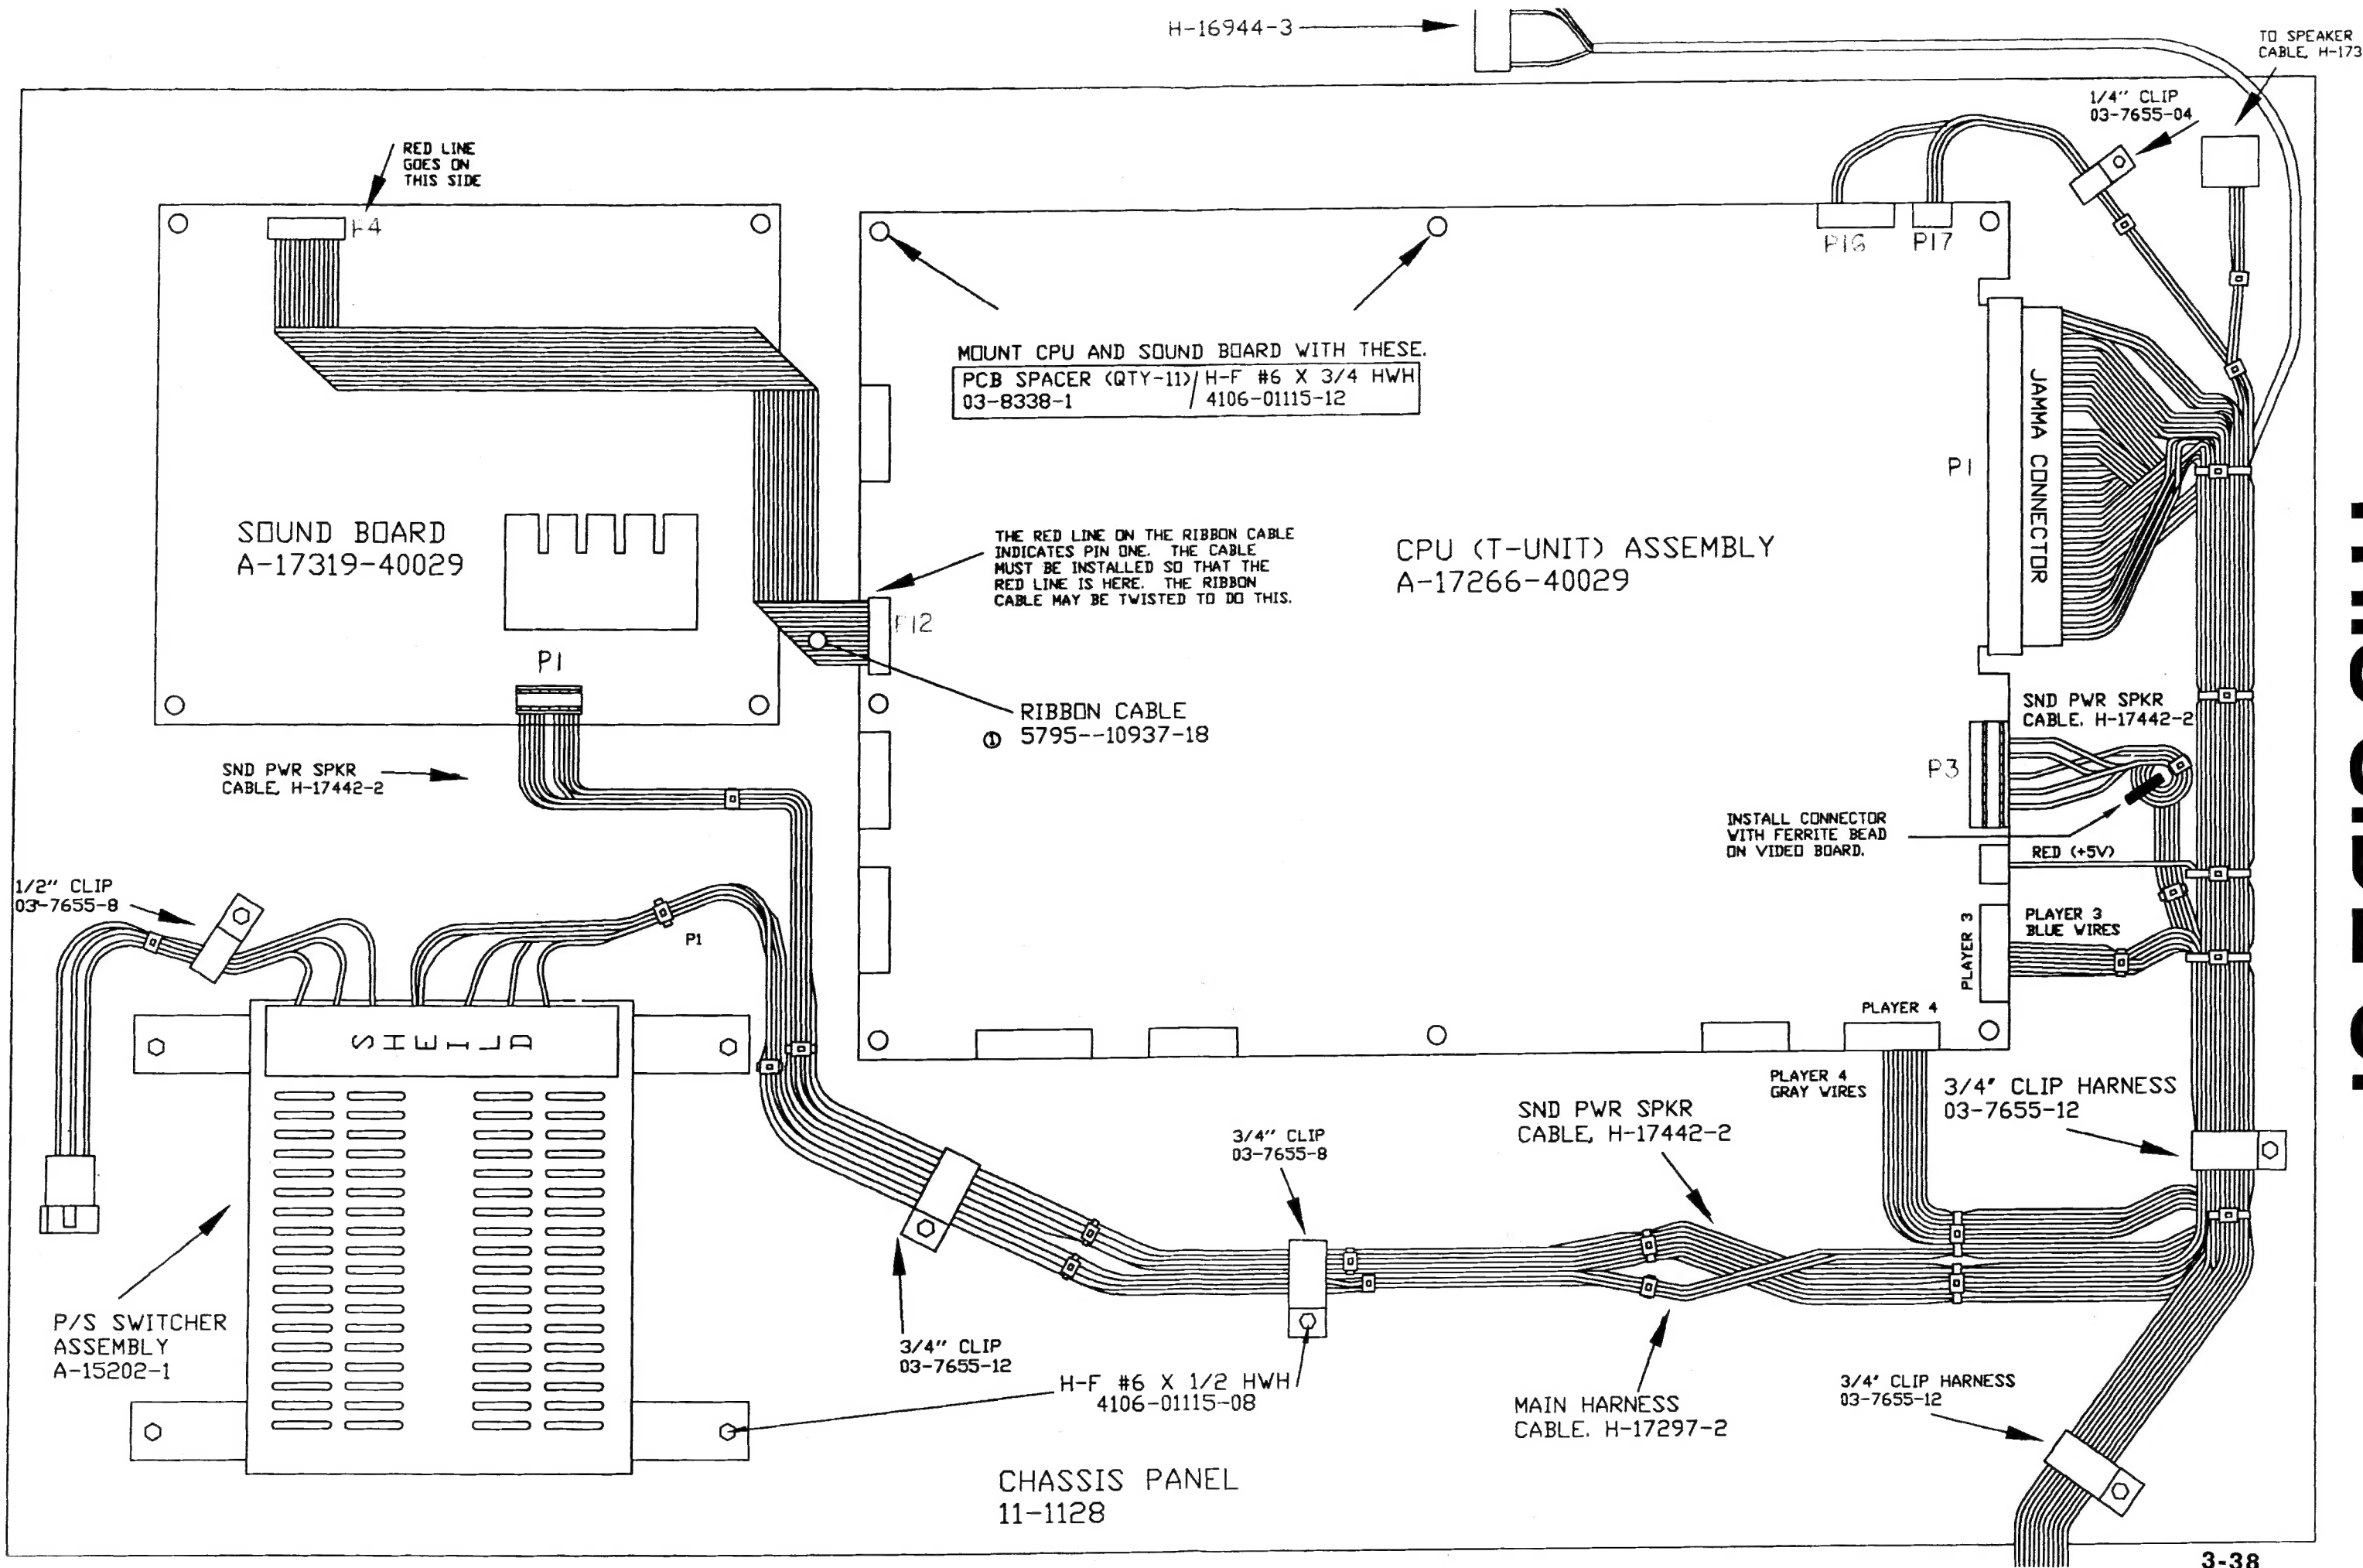 H-16944-3
TO SPEAKER
CABLE, H-173
1/4" CLIP
03-7655-04
RED LINE
GOES ON
THIS SIDE
P4
P16
P17
MOUNT CPU AND SOUND BOARD WITH THESE.
PCB SPACER (QTY-11)/ H-F #6 X 3/4 HWH
03-8338-1 / 4106-01115-12
JAMMA CONNECTOR
P1
SOUND BOARD
A-17319-40029
THE RED LINE ON THE RIBBON CABLE
INDICATES PIN ONE. THE CABLE
MUST BE INSTALLED SO THAT THE
RED LINE IS HERE. THE RIBBON
CABLE MAY BE TWISTED TO DO THIS.
CPU (T-UNIT) ASSEMBLY
A-17266-40029
P12
P1
RIBBON CABLE
① 5795--10937-18
SND PWR SPKR
CABLE. H-17442-2
SND PWR SPKR
CABLE, H-17442-2
P3
INSTALL CONNECTOR
WITH FERRITE BEAD
ON VIDEO BOARD.
RED (+5V)
1/2" CLIP
03-7655-8
P1
PLAYER 3
PLAYER 3
BLUE WIRES
PLAYER 4
SHEILD
PLAYER 4
GRAY WIRES
3/4' CLIP HARNESS
03-7655-12
SND PWR SPKR
CABLE, H-17442-2
3/4" CLIP
03-7655-8
P/S SWITCHER
ASSEMBLY
A-15202-1
3/4" CLIP
03-7655-12
H-F #6 X 1/2 HWH
4106-01115-08
MAIN HARNESS
CABLE. H-17297-2
3/4' CLIP HARNESS
03-7655-12
CHASSIS PANEL
11-1128
3-38